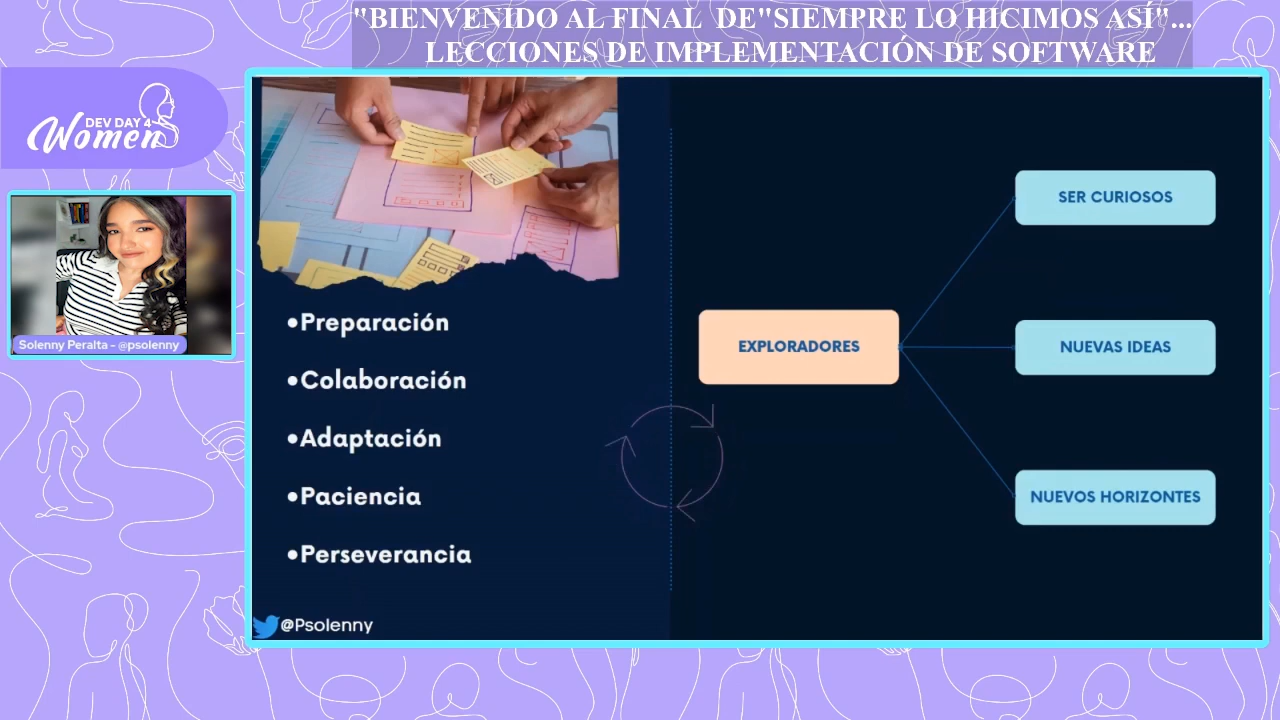 "BIENVENIDO AL FINAL  DE"SIEMPRE LO HICIMOS ASÍ"...
LECCIONES DE IMPLEMENTACIÓN DE SOFTWARE
DEV DAY 4
Women
Solenny Peralta - @psolenny
•Preparación
•Colaboración
•Adaptación
•Paciencia
•Perseverancia
@Psolenny
EXPLORADORES
SER CURIOSOS
NUEVAS IDEAS
NUEVOS HORIZONTES